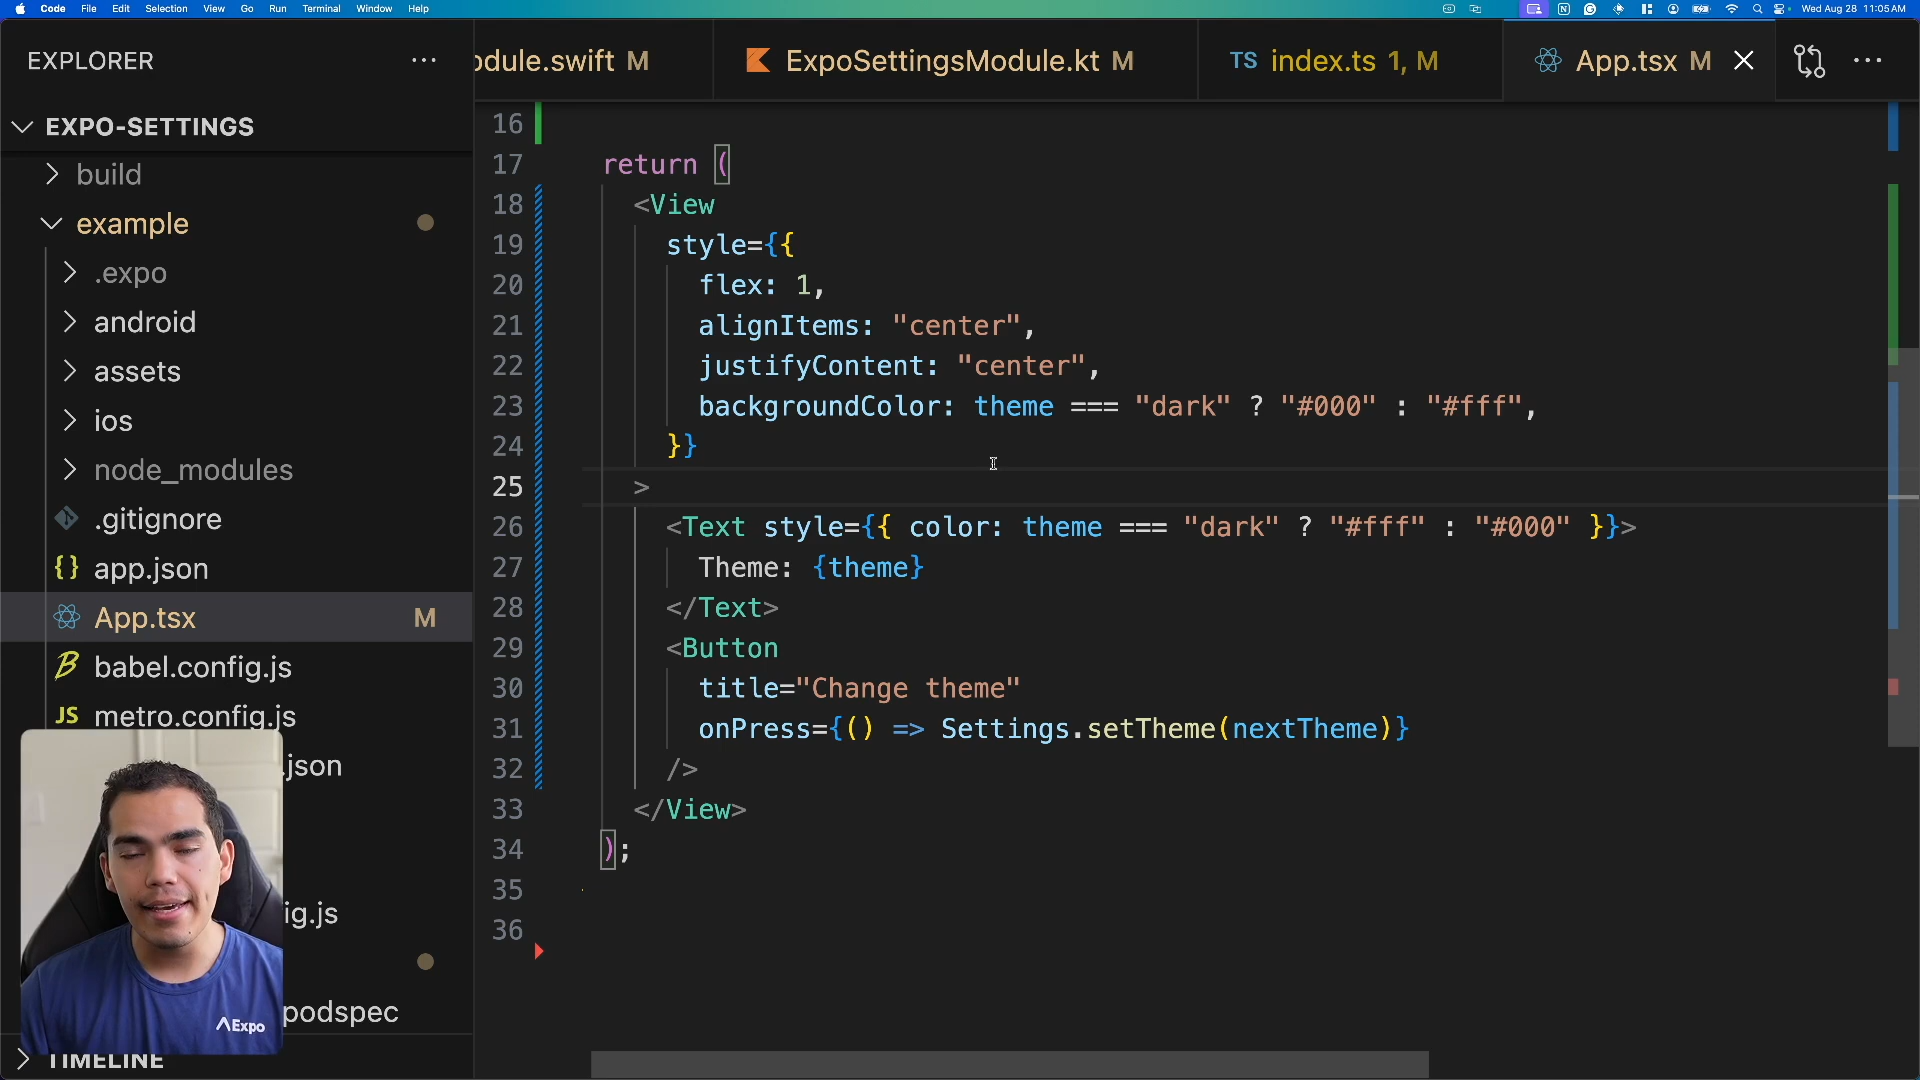 Code File Edit Selection View Go Run Terminal Window Help
Wed Aug 28 11:05 AM
EXPLORER ···
odule.swift M
ExpoSettingsModule.kt M
TS index.ts 1, M
App.tsx M
EXPO-SETTINGS
build
example
.expo
android
assets
ios
node_modules
.gitignore
{} app.json
App.tsx M
babel.config.js
JS metro.config.js
.json
ig.js
podspec
TIMELINE
16
17 return (
18 <View
19 style={{
20 flex: 1,
21 alignItems: "center",
22 justifyContent: "center",
23 backgroundColor: theme === "dark" ? "#000" : "#fff",
24 }}
25 >
26 <Text style={{ color: theme === "dark" ? "#fff" : "#000" }}>
27 Theme: {theme}
28 </Text>
29 <Button
30 title="Change theme"
31 onPress={() => Settings.setTheme(nextTheme)}
32 />
33 </View>
34 );
35
36
Expo